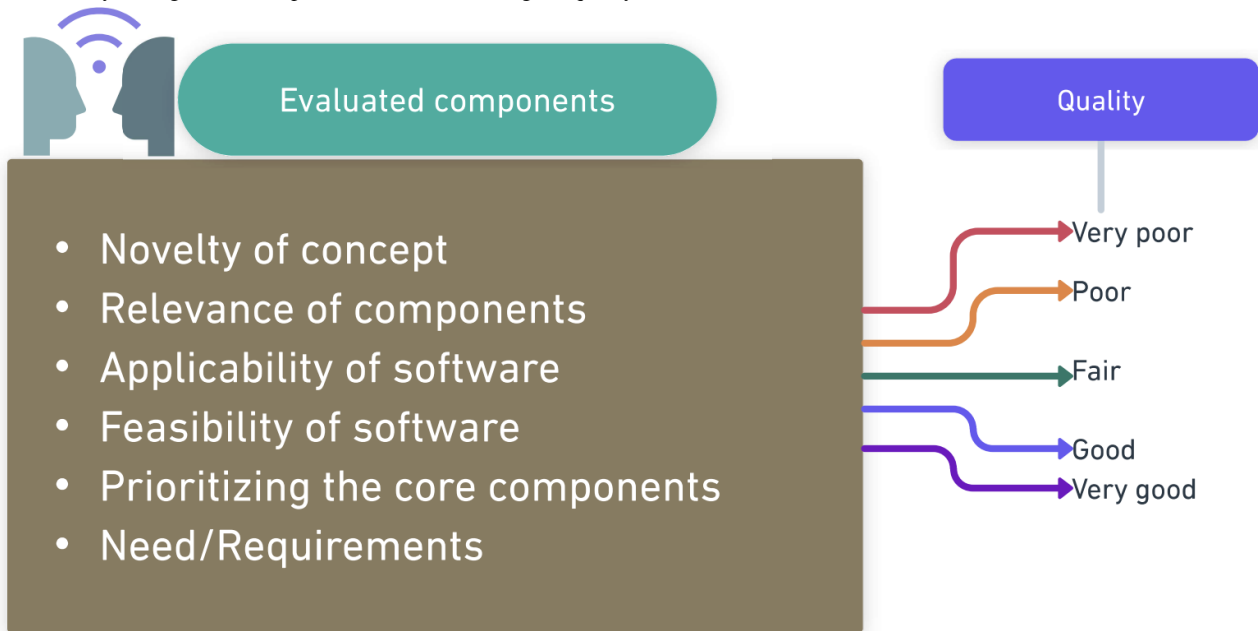 Evaluated components
Quality
• Novelty of concept
• Relevance of components
• Applicability of software
• Feasibility of software
• Prioritizing the core components
• Need/Requirements
Very poor
Poor
Fair
Good
Very good